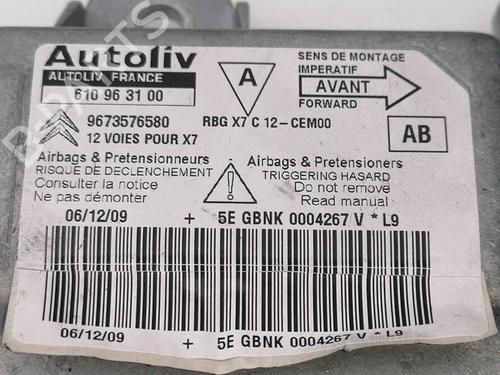 Autoliv
AUTOLIV FRANCE
610 96 31 00
A
SENS DE MONTAGE
IMPERATIF
AVANT
FORWARD
9673576580
RBG X7 C 12-CEM00
12 VOIES POUR X7
AB
Airbags & Pretensionneurs
RISQUE DE DECLENCHEMENT
Consulter la notice
Ne pas démonter
Airbags & Pretensioners
TRIGGERING HASARD
Do not remove
Read manual
06/12/09 + 5E GBNK 0004267 V * L9
06/12/09 + 5E GBNK 0004267 V * L9
B-PARTS